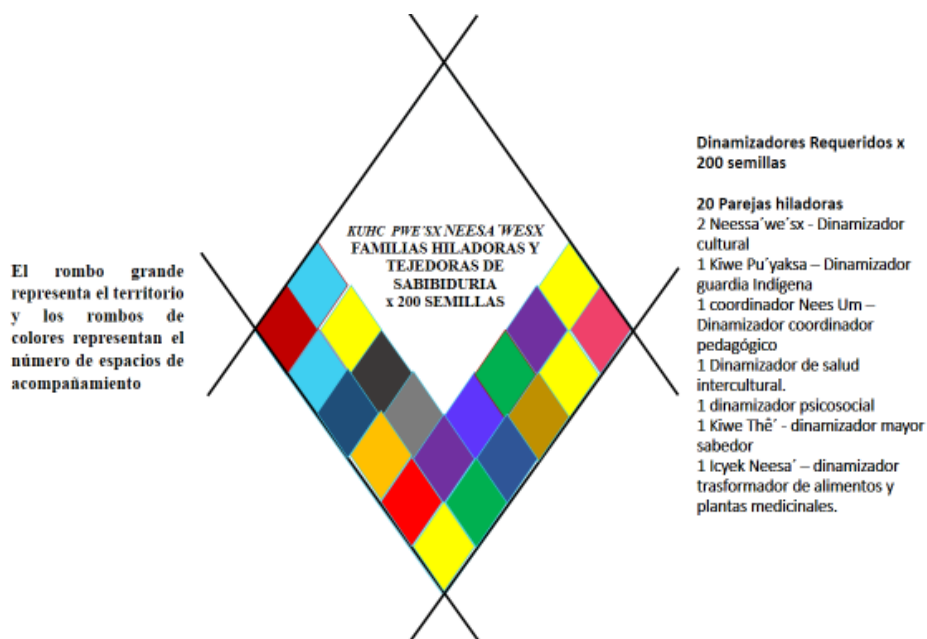 El rombo grande
representa el territorio
y los rombos de
colores representan el
número de espacios de
acompañamiento
KUHC PWE´SX NEESA´WESX
FAMILIAS HILADORAS Y
TEJEDORAS DE
SABIBIDURIA
x 200 SEMILLAS
Dinamizadores Requeridos x
200 semillas
20 Parejas hiladoras
2 Neessa´we´sx - Dinamizador
cultural
1 Kiwe Pu´yaksa – Dinamizador
guardia Indígena
1 coordinador Nees Um –
Dinamizador coordinador
pedagógico
1 Dinamizador de salud
intercultural.
1 dinamizador psicosocial
1 Kiwe Thê´ - dinamizador mayor
sabedor
1 Icyek Neesa´ – dinamizador
trasformador de alimentos y
plantas medicinales.